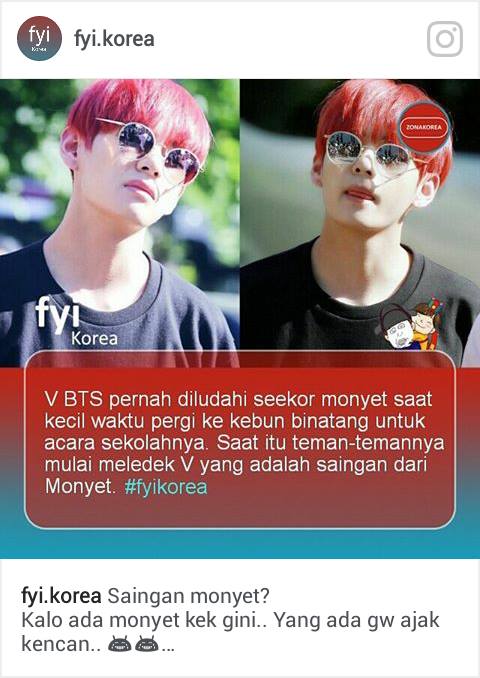 fyi
Korea
fyi.korea
ZONAKOREA
fyi
Korea
V BTS pernah diludahi seekor monyet saat
kecil waktu pergi ke kebun binatang untuk
acara sekolahnya. Saat itu teman-temannya
mulai meledek V yang adalah saingan dari
Monyet. #fyikorea
fyi.korea Saingan monyet?
Kalo ada monyet kek gini.. Yang ada gw ajak
kencan.. 😈😈...